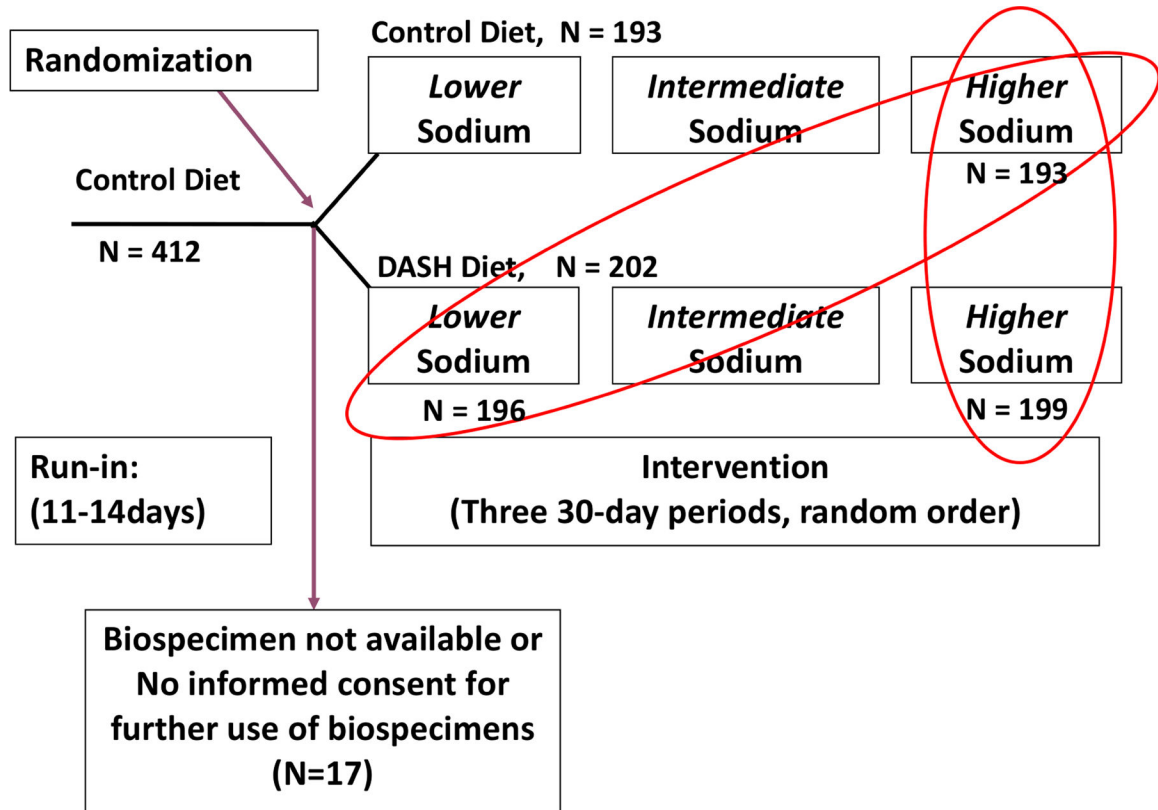 Control Diet, N = 193
Randomization
Lower
Sodium
Intermediate
Sodium
Higher
Sodium
N = 193
Control Diet
N = 412
DASH Diet, N = 202
Lower
Sodium
Intermediate
Sodium
Higher
Sodium
N = 196
N = 199
Run-in:
(11-14days)
Intervention
(Three 30-day periods, random order)
Biospecimen not available or
No informed consent for
further use of biospecimens
(N=17)